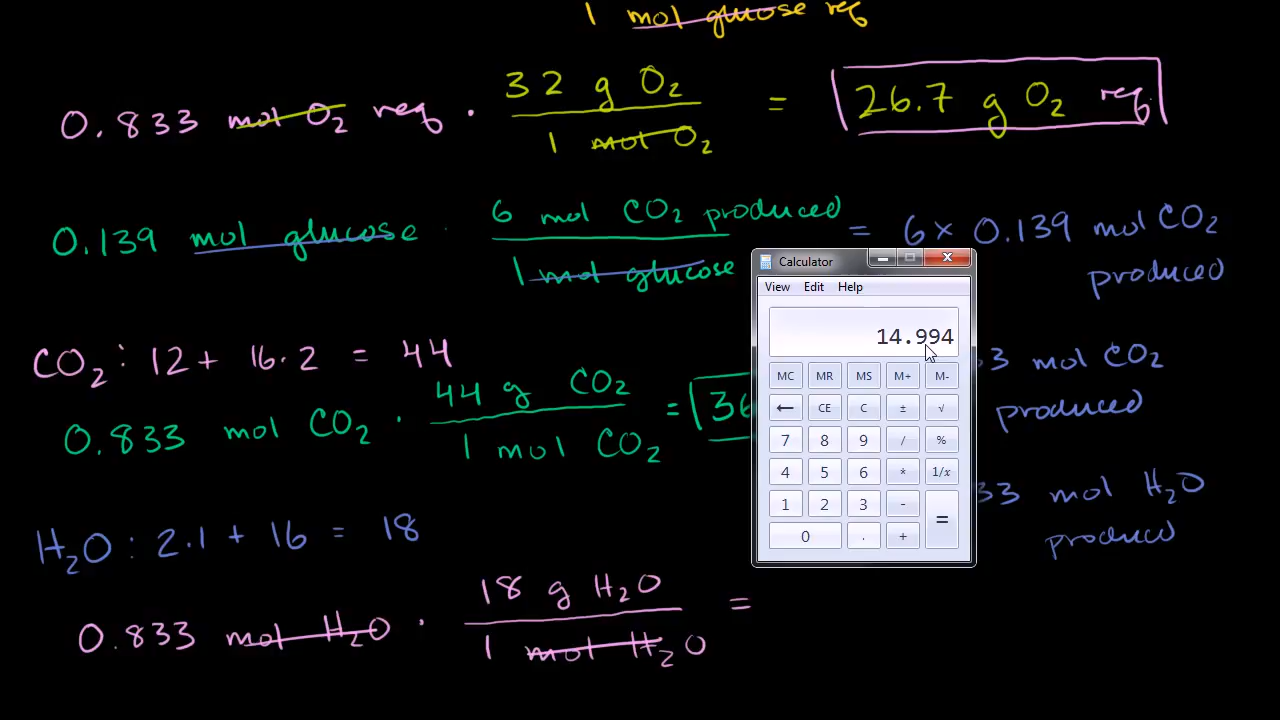 1 mol glucose req
0.833 mol O₂ req · 32 g O₂ / 1 mol O₂ = 26.7 g O₂ req
0.139 mol glucose · 6 mol CO₂ produced / 1 mol glucose = 6 × 0.139 mol CO₂ produced
CO₂ : 12 + 16·2 = 44
3 mol CO₂ produced
0.833 mol CO₂ · 44 g CO₂ / 1 mol CO₂ = 36
H₂O : 2·1 + 16 = 18
33 mol H₂O produced
0.833 mol H₂O · 18 g H₂O / 1 mol H₂O =
Calculator
View Edit Help
14.994
MC MR MS M+ M-
← CE C ± √
7 8 9 / %
4 5 6 * 1/x
1 2 3 - =
0 . +